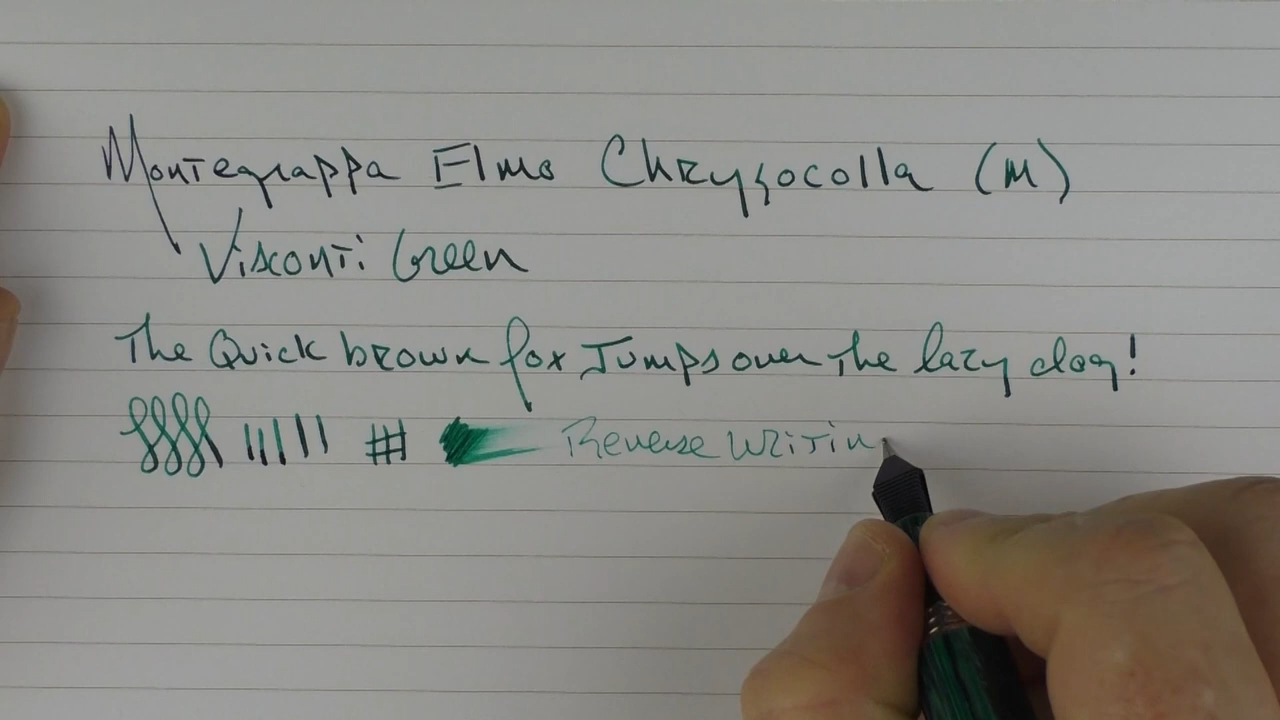 Montegrappa Elmo Chrysocolla (M)
Visconti Green
The Quick brown fox Jumps over The lazy dog!
Reverse Writin